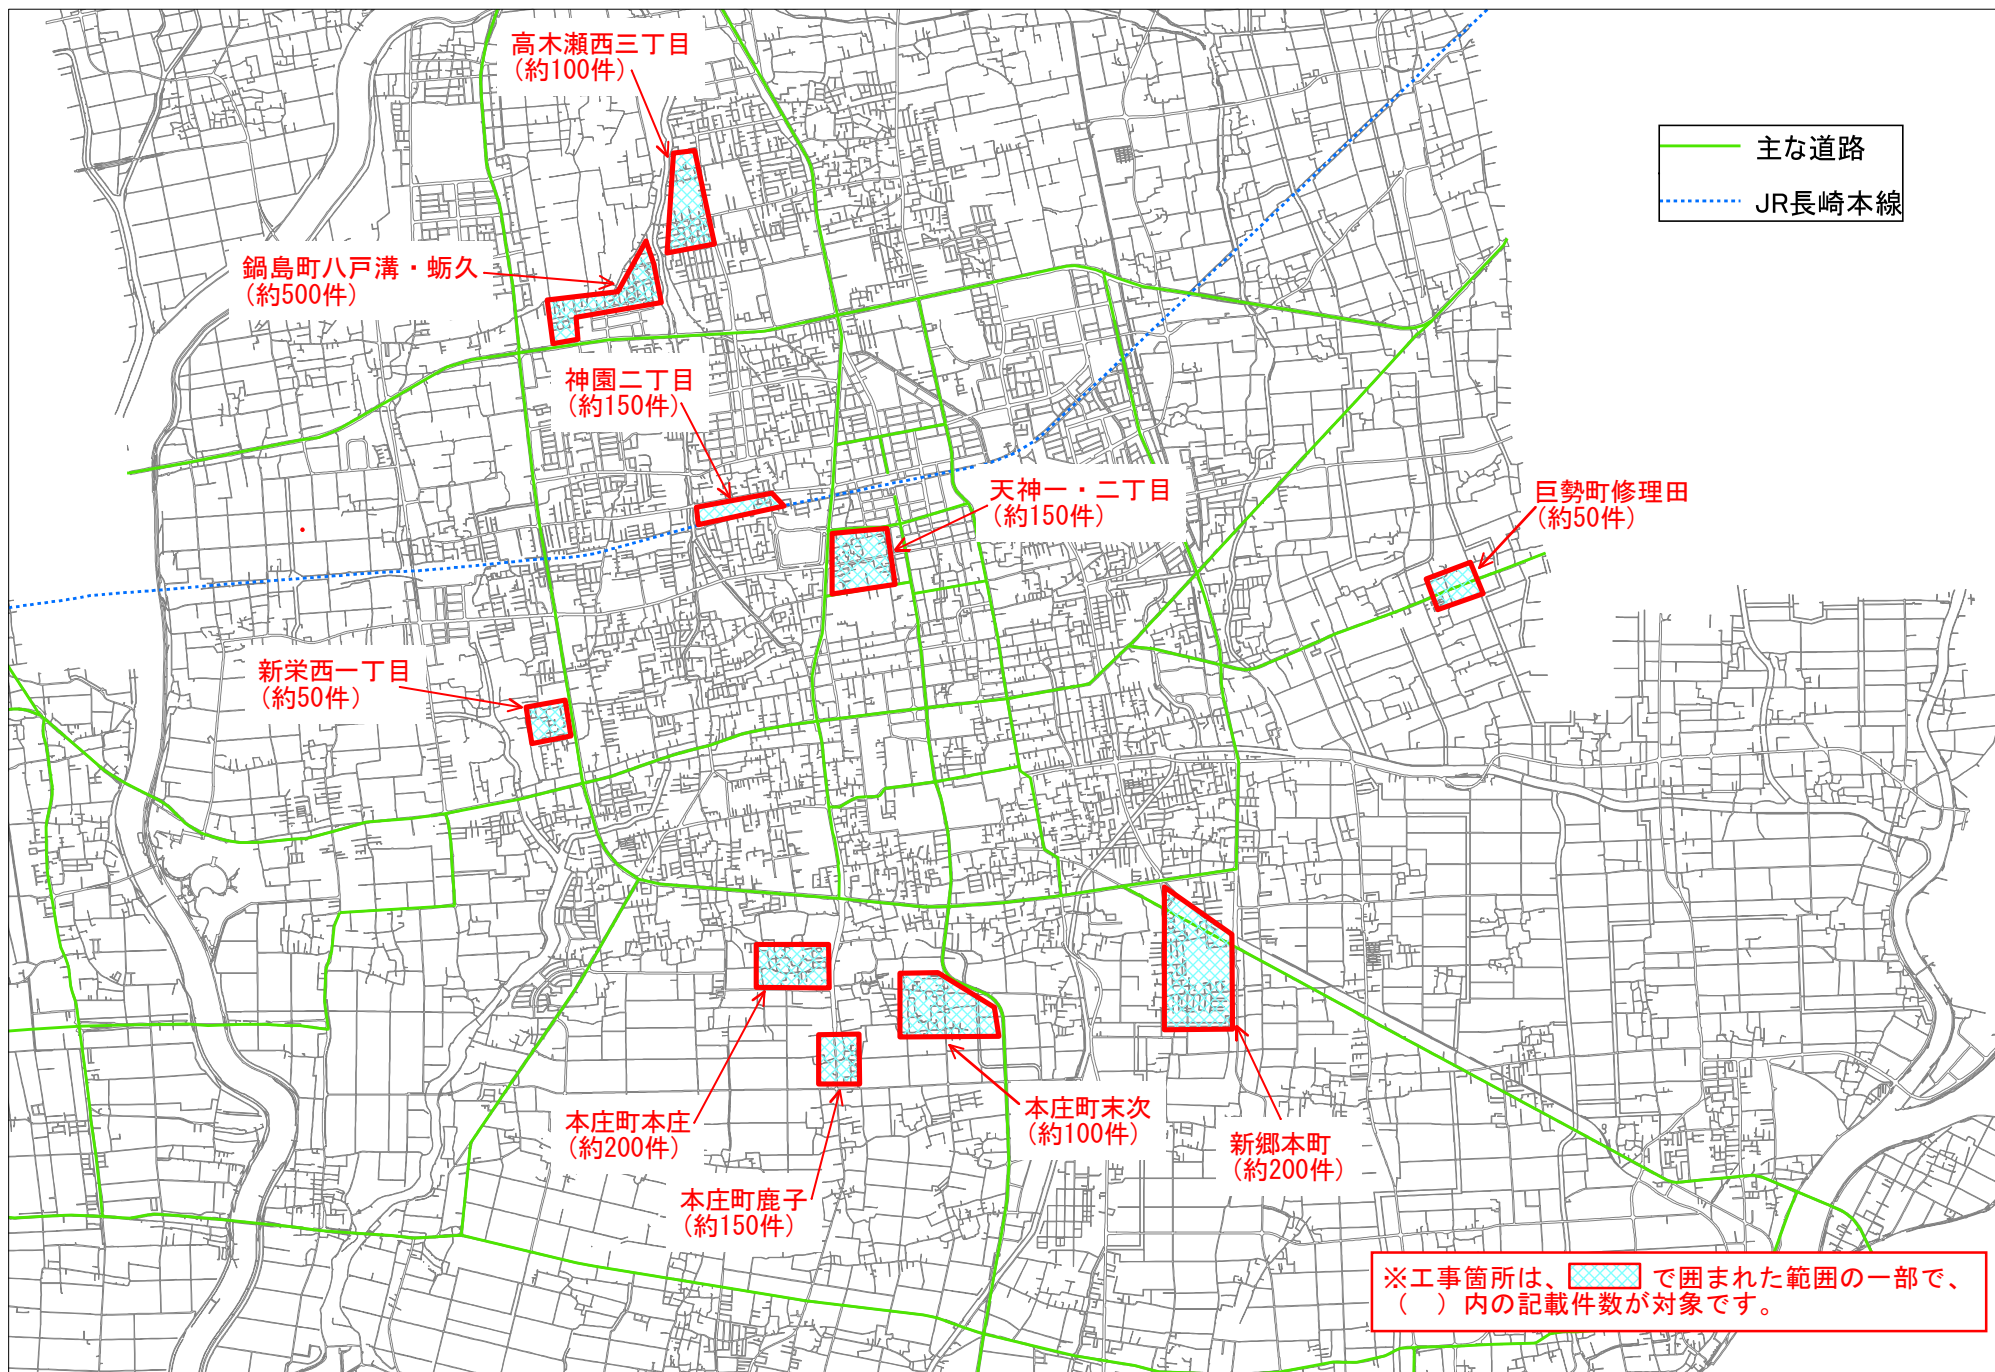 高木瀬西三丁目
(約100件)
主な道路
JR長崎本線
鍋島町八戸溝・蛎久
(約500件)
神園二丁目
(約150件)
天神一・二丁目
(約150件)
巨勢町修理田
(約50件)
新栄西一丁目
(約50件)
本庄町本庄
(約200件)
本庄町末次
(約100件)
新郷本町
(約200件)
本庄町鹿子
(約150件)
※工事箇所は、 で囲まれた範囲の一部で、
( )内の記載件数が対象です。